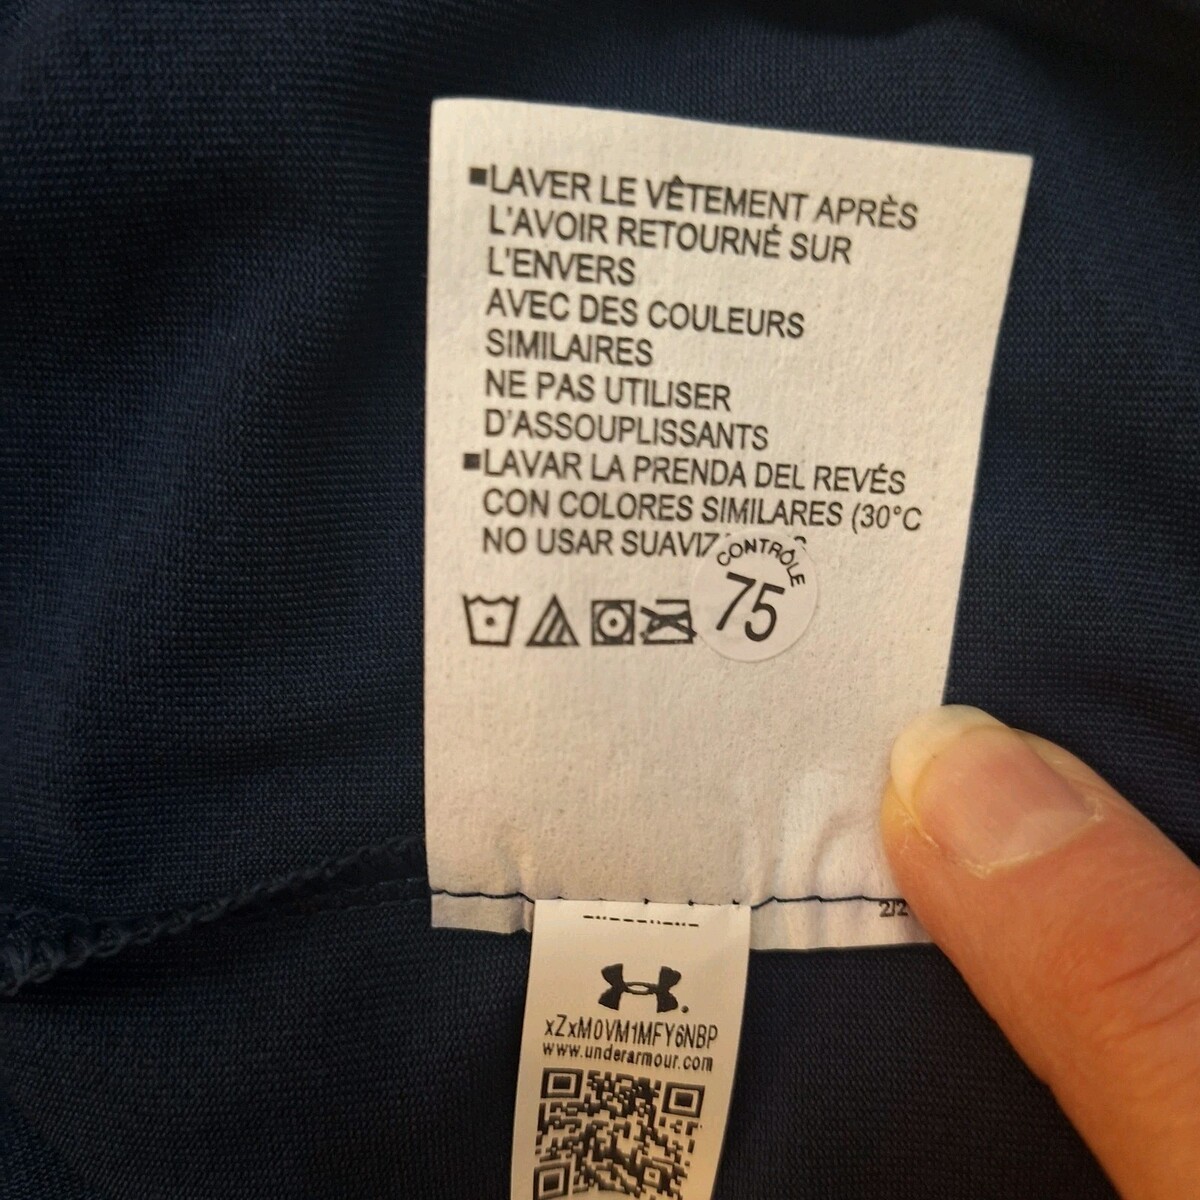 ■LAVER LE VÊTEMENT APRÈS
L'AVOIR RETOURNÉ SUR
L'ENVERS
AVEC DES COULEURS
SIMILAIRES
NE PAS UTILISER
D'ASSOUPLISSANTS
■LAVAR LA PRENDA DEL REVÉS
CON COLORES SIMILARES (30°C
NO USAR
CONTRÔLE
75
2/2
xZxM0VM1MFY6NBP
www.underarmour.com